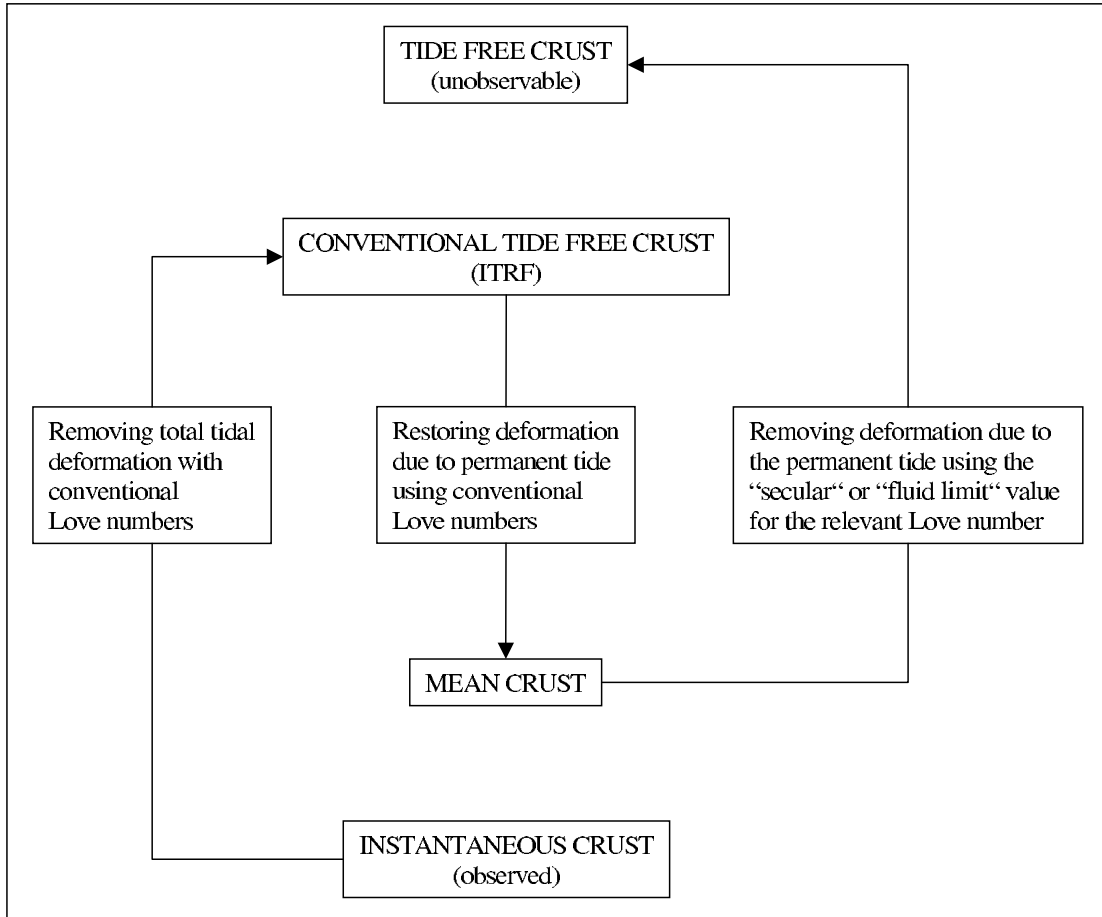 TIDE FREE CRUST
(unobservable)
CONVENTIONAL TIDE FREE CRUST
(ITRF)
Removing total tidal
deformation with
conventional
Love numbers
Restoring deformation
due to permanent tide
using conventional
Love numbers
Removing deformation due to
the permanent tide using the
“secular“ or “fluid limit“ value
for the relevant Love number
MEAN CRUST
INSTANTANEOUS CRUST
(observed)